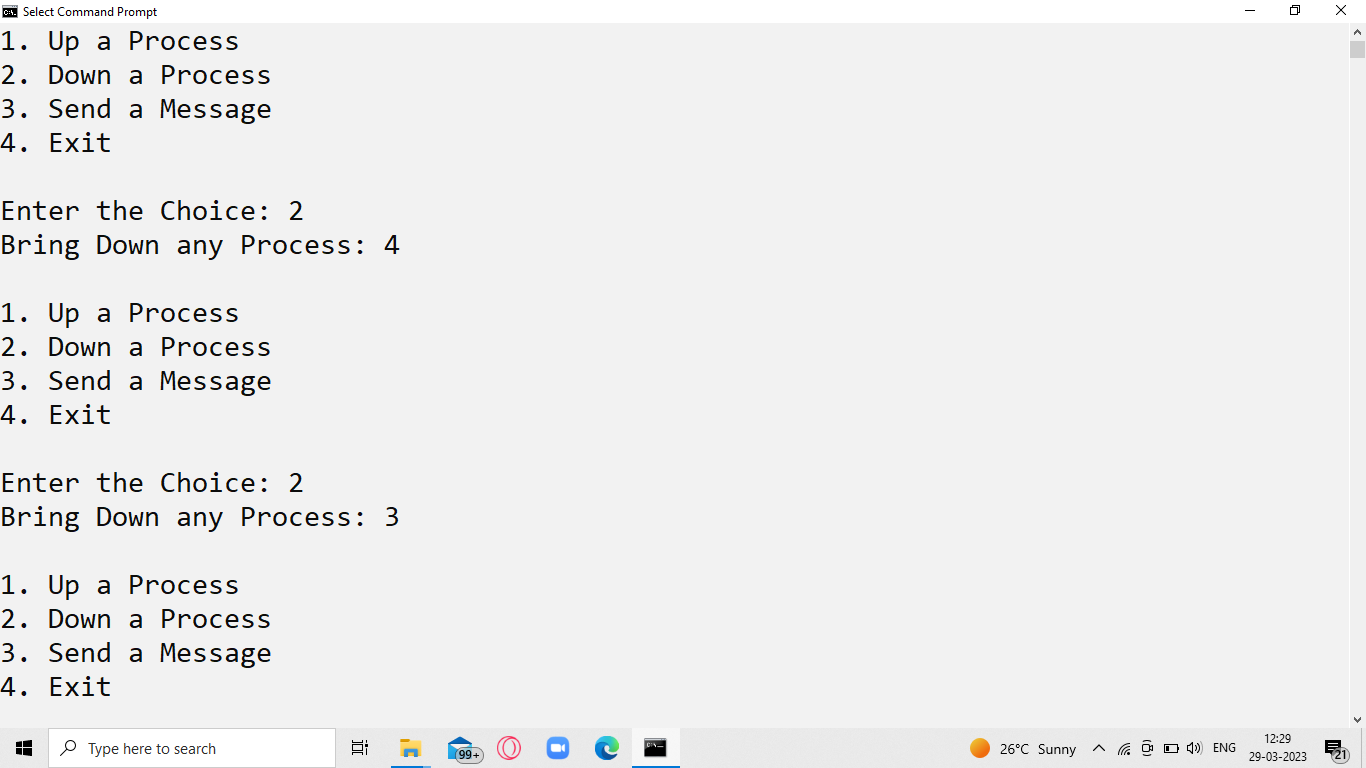 Select Command Prompt
1. Up a Process
2. Down a Process
3. Send a Message
4. Exit
Enter the Choice: 2
Bring Down any Process: 4
1. Up a Process
2. Down a Process
3. Send a Message
4. Exit
Enter the Choice: 2
Bring Down any Process: 3
1. Up a Process
2. Down a Process
3. Send a Message
4. Exit
Type here to search
99+
26°C Sunny
ENG
12:29
29-03-2023
21